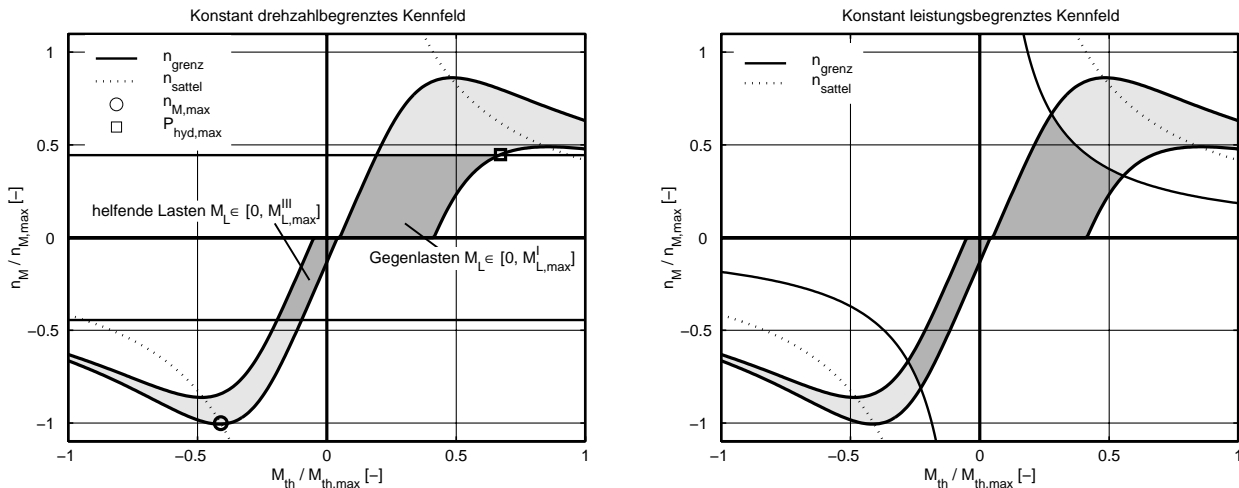 Konstant drehzahlbegrenztes Kennfeld
n_grenz
n_sattel
n_M,max
P_hyd,max
helfende Lasten M_L ∈ [0, M^III_L,max]
Gegenlasten M_L ∈ [0, M^I_L,max]
1
0.5
0
−0.5
−1
n_M / n_M,max [−]
−1 −0.5 0 0.5 1
M_th / M_th,max [−]
Konstant leistungsbegrenztes Kennfeld
n_grenz
n_sattel
1
0.5
0
−0.5
−1
n_M / n_M,max [−]
−1 −0.5 0 0.5 1
M_th / M_th,max [−]